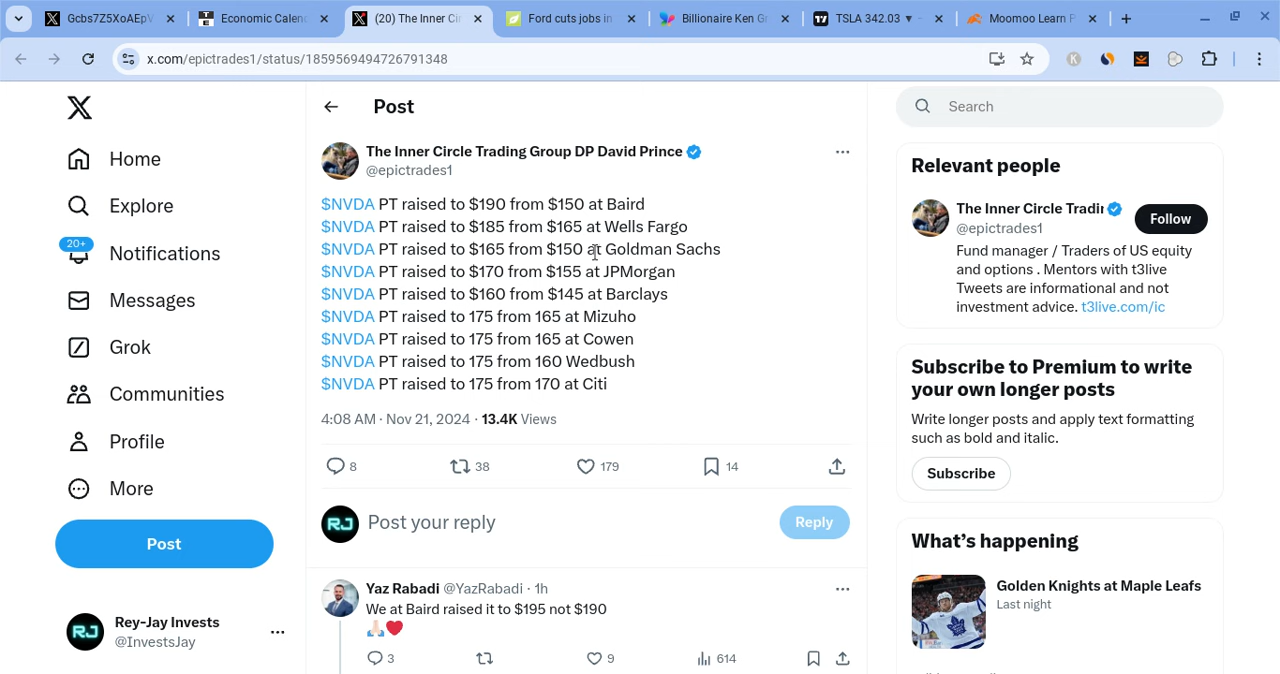 Gcbs7Z5XoAEpV
Economic Calen
(20) The Inner Cir
Ford cuts jobs in
Billionaire Ken Gr
TSLA 342.03 ▼ -
Moomoo Learn P
x.com/epictrades1/status/1859569494726791348
Home
Explore
20+
Notifications
Messages
Grok
Communities
Profile
More
Post
Rey-Jay Invests
@InvestsJay
Post
The Inner Circle Trading Group DP David Prince
@epictrades1
$NVDA PT raised to $190 from $150 at Baird
$NVDA PT raised to $185 from $165 at Wells Fargo
$NVDA PT raised to $165 from $150 at Goldman Sachs
$NVDA PT raised to $170 from $155 at JPMorgan
$NVDA PT raised to $160 from $145 at Barclays
$NVDA PT raised to 175 from 165 at Mizuho
$NVDA PT raised to 175 from 165 at Cowen
$NVDA PT raised to 175 from 160 Wedbush
$NVDA PT raised to 175 from 170 at Citi
4:08 AM · Nov 21, 2024 · 13.4K Views
8 38 179 14
RJ Post your reply
Reply
Yaz Rabadi @YazRabadi · 1h
We at Baird raised it to $195 not $190
🙏🏻❤️
3 9 614
Search
Relevant people
The Inner Circle Tradir
@epictrades1
Follow
Fund manager / Traders of US equity
and options . Mentors with t3live
Tweets are informational and not
investment advice. t3live.com/ic
Subscribe to Premium to write
your own longer posts
Write longer posts and apply text formatting
such as bold and italic.
Subscribe
What's happening
Golden Knights at Maple Leafs
Last night